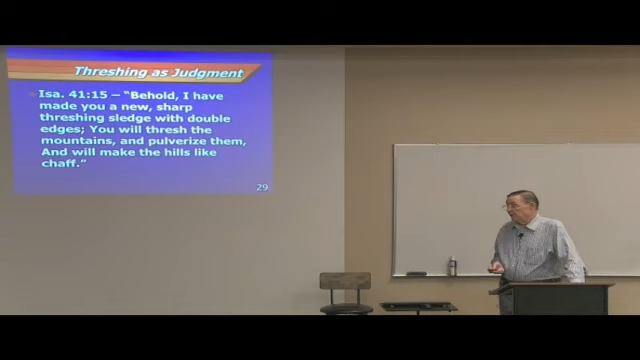 Threshing as Judgment
Isa. 41:15 – “Behold, I have
made you a new, sharp
threshing sledge with double
edges; You will thresh the
mountains, and pulverize them,
And will make the hills like
chaff.”
29